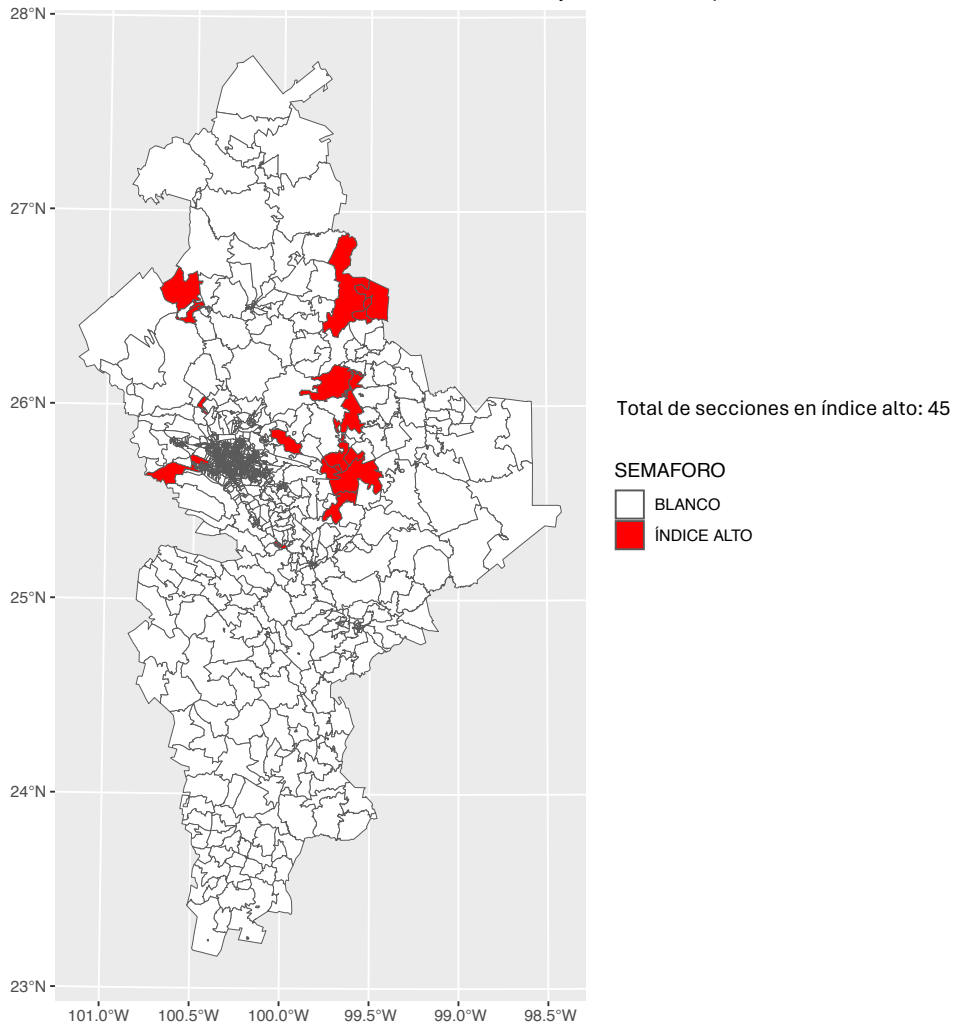 28°N
27°N
26°N
25°N
24°N
23°N
101.0°W 100.5°W 100.0°W 99.5°W 99.0°W 98.5°W
Total de secciones en índice alto: 45
SEMAFORO
BLANCO
ÍNDICE ALTO